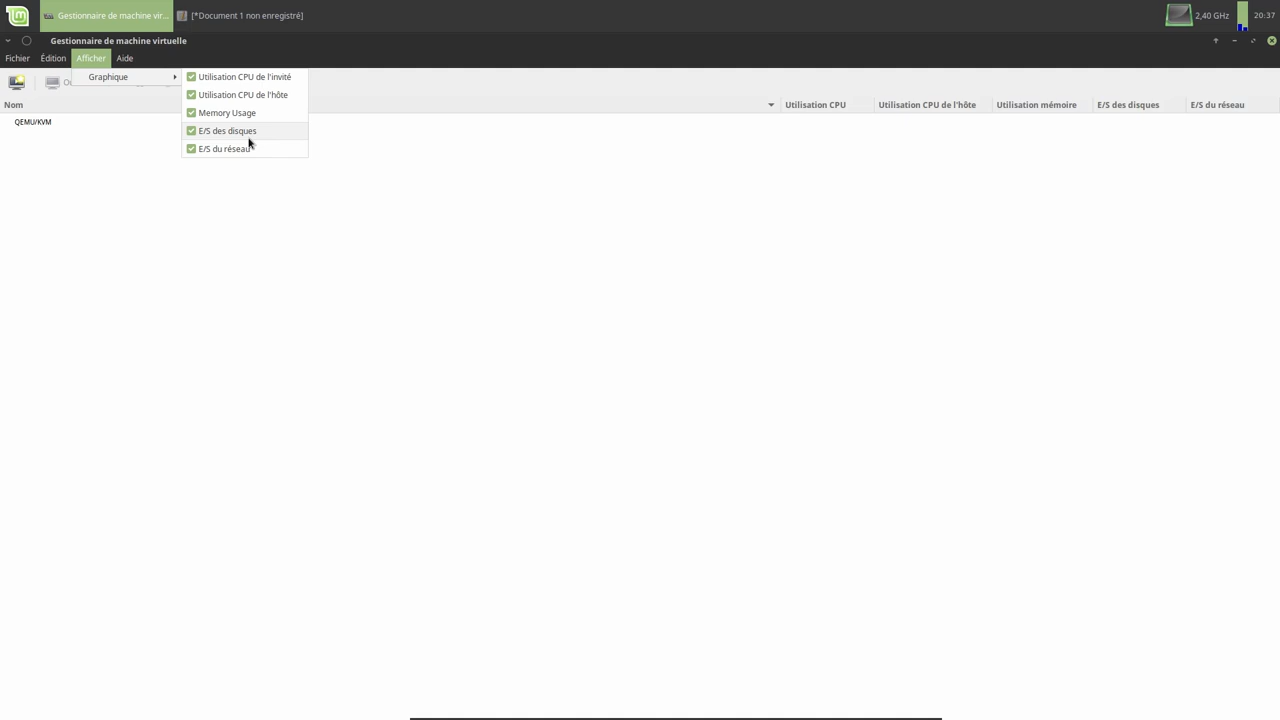 Gestionnaire de machine vir...
[*Document 1 non enregistré]
2,40 GHz
20:37
Gestionnaire de machine virtuelle
Fichier
Édition
Afficher
Aide
Graphique
Utilisation CPU de l'invité
Utilisation CPU de l'hôte
Memory Usage
E/S des disques
E/S du réseau
Nom
Utilisation CPU
Utilisation CPU de l'hôte
Utilisation mémoire
E/S des disques
E/S du réseau
QEMU/KVM